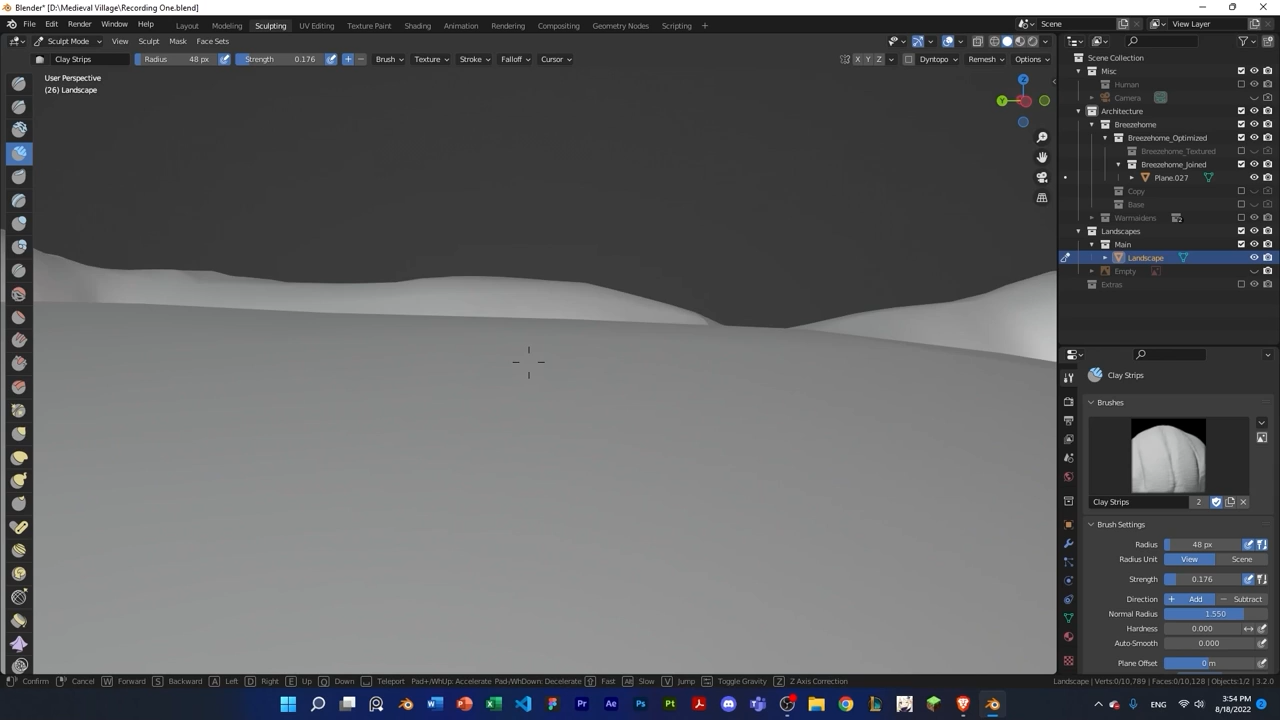 Blender* [D:\Medieval Village\Recording One.blend]
File Edit Render Window Help Layout Modeling Sculpting UV Editing Texture Paint Shading Animation Rendering Compositing Geometry Nodes Scripting + Scene View Layer
Sculpt Mode View Sculpt Mask Face Sets
Clay Strips Radius 48 px Strength 0.176 Brush Texture Stroke Falloff Cursor X Y Z Dyntopo Remesh Options
User Perspective
(26) Landscape
Z
Y
Scene Collection
Misc
Human
Camera
Architecture
Breezehome
Breezehome_Optimized
Breezehome_Textured
Breezehome_Joined
Plane.027
Copy
Base
Warmaidens 2
Landscapes
Main
Landscape
Empty
Extras
Clay Strips
Brushes
Clay Strips 2
Brush Settings
Radius 48 px
Radius Unit View Scene
Strength 0.176
Direction + Add − Subtract
Normal Radius 1.550
Hardness 0.000
Auto-Smooth 0.000
Plane Offset 0 m
Confirm Cancel W Forward S Backward A Left D Right E Up Q Down Teleport Pad+/WhUp: Accelerate Pad-/WhDown: Decelerate Fast Slow V Jump Toggle Gravity Z Z Axis Correction Landscape | Verts:0/10,789 | Faces:0/10,128 | Objects:1/2 | 3.2.0
3:54 PM
8/18/2022